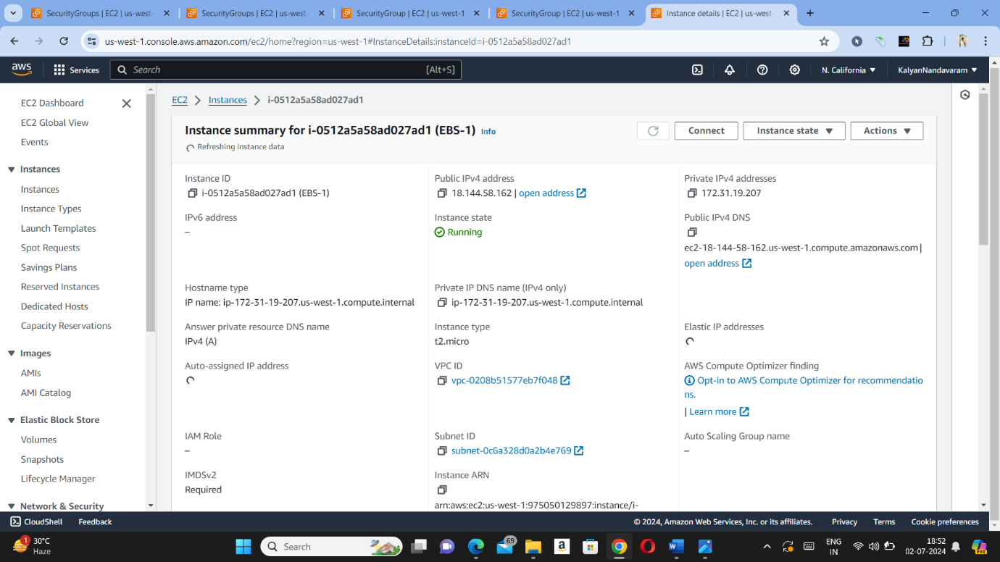 SecurityGroups | EC2 | us-west-
SecurityGroups | EC2 | us-west-
SecurityGroup | EC2 | us-west-1
SecurityGroup | EC2 | us-west-1
Instance details | EC2 | us-west-
us-west-1.console.aws.amazon.com/ec2/home?region=us-west-1#InstanceDetails:instanceId=i-0512a5a58ad027ad1
aws
Services
Search
[Alt+S]
N. California
KalyanNandavaram
EC2 Dashboard
EC2 Global View
Events
Instances
Instances
Instance Types
Launch Templates
Spot Requests
Savings Plans
Reserved Instances
Dedicated Hosts
Capacity Reservations
Images
AMIs
AMI Catalog
Elastic Block Store
Volumes
Snapshots
Lifecycle Manager
Network & Security
EC2 > Instances > i-0512a5a58ad027ad1
Instance summary for i-0512a5a58ad027ad1 (EBS-1) Info
Refreshing instance data
Connect
Instance state
Actions
Instance ID
i-0512a5a58ad027ad1 (EBS-1)
Public IPv4 address
18.144.58.162 | open address
Private IPv4 addresses
172.31.19.207
IPv6 address
–
Instance state
Running
Public IPv4 DNS
ec2-18-144-58-162.us-west-1.compute.amazonaws.com |
open address
Hostname type
IP name: ip-172-31-19-207.us-west-1.compute.internal
Private IP DNS name (IPv4 only)
ip-172-31-19-207.us-west-1.compute.internal
Answer private resource DNS name
IPv4 (A)
Instance type
t2.micro
Elastic IP addresses
Auto-assigned IP address
VPC ID
vpc-0208b51577eb7f048
AWS Compute Optimizer finding
Opt-in to AWS Compute Optimizer for recommendatio
ns.
| Learn more
IAM Role
–
Subnet ID
subnet-0c6a328d0a2b4e769
Auto Scaling Group name
–
IMDSv2
Required
Instance ARN
arn:aws:ec2:us-west-1:975050129897:instance/i-
CloudShell
Feedback
© 2024, Amazon Web Services, Inc. or its affiliates.
Privacy
Terms
Cookie preferences
1
30°C
Haze
Search
69
ENG
IN
18:52
02-07-2024
PRE